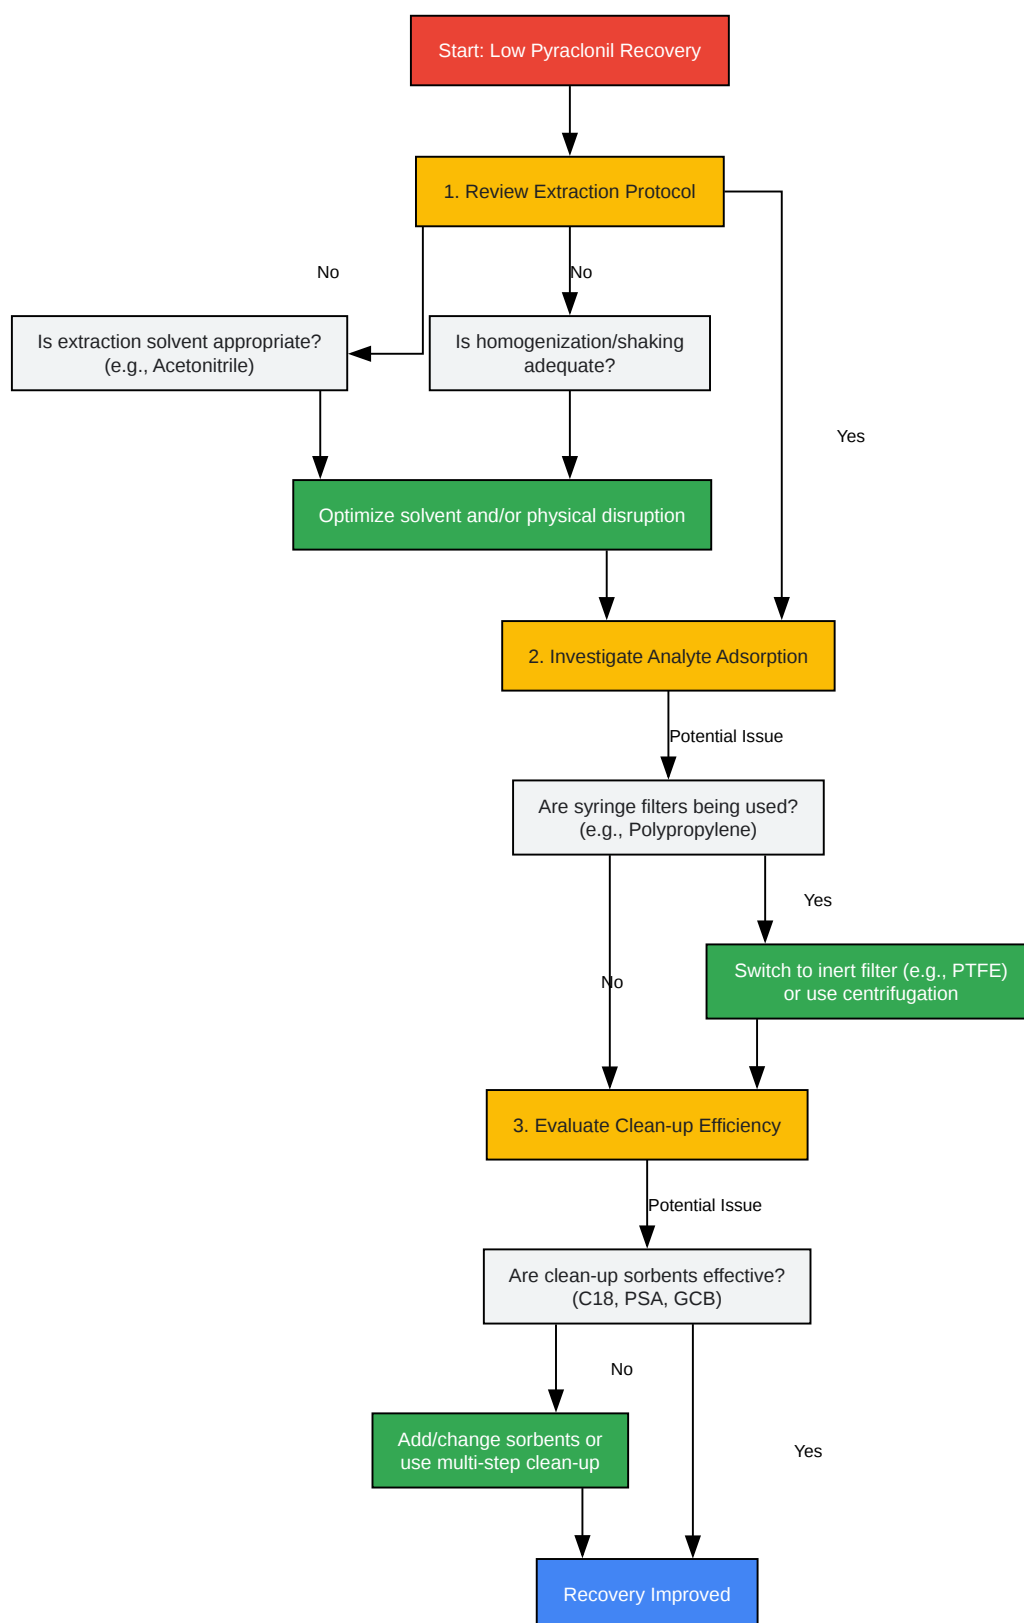 Start: Low Pyraclonil Recovery
1. Review Extraction Protocol
No
No
Is extraction solvent appropriate?
(e.g., Acetonitrile)
Is homogenization/shaking
adequate?
Yes
Optimize solvent and/or physical disruption
2. Investigate Analyte Adsorption
Potential Issue
Are syringe filters being used?
(e.g., Polypropylene)
Yes
No
Switch to inert filter (e.g., PTFE)
or use centrifugation
3. Evaluate Clean-up Efficiency
Potential Issue
Are clean-up sorbents effective?
(C18, PSA, GCB)
No
Yes
Add/change sorbents or
use multi-step clean-up
Recovery Improved